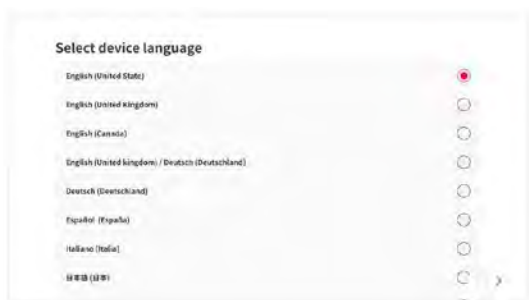 Select device language
English (United State)
English (United Kingdom)
English (Canada)
English (United kingdom) / Deutsch (Deutschland)
Deutsch (Deutschland)
Español (España)
Italiano (Italia)
日本語 (日本)